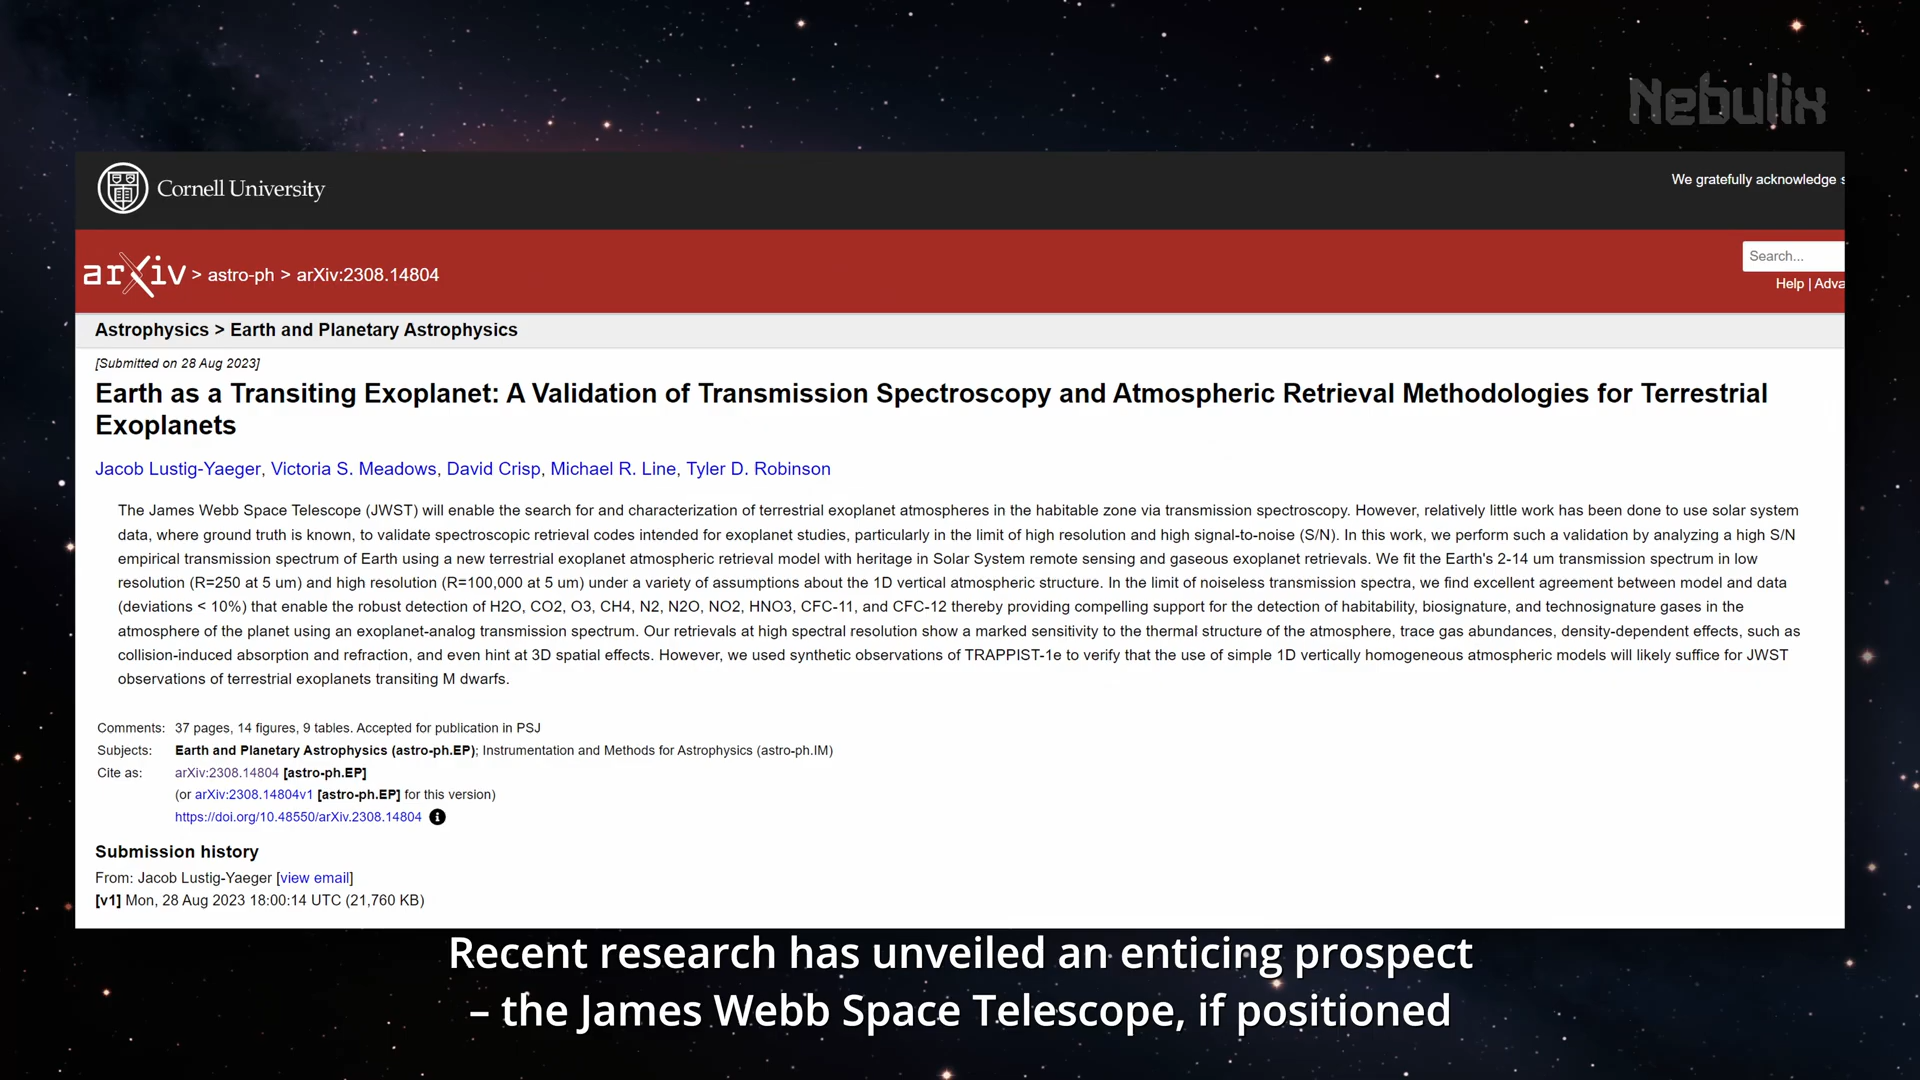 Nebulix
Cornell University
We gratefully acknowledge
arXiv > astro-ph > arXiv:2308.14804
Search...
Help | Adva
Astrophysics > Earth and Planetary Astrophysics
[Submitted on 28 Aug 2023]
Earth as a Transiting Exoplanet: A Validation of Transmission Spectroscopy and Atmospheric Retrieval Methodologies for Terrestrial
Exoplanets
Jacob Lustig-Yaeger, Victoria S. Meadows, David Crisp, Michael R. Line, Tyler D. Robinson
The James Webb Space Telescope (JWST) will enable the search for and characterization of terrestrial exoplanet atmospheres in the habitable zone via transmission spectroscopy. However, relatively little work has been done to use solar system
data, where ground truth is known, to validate spectroscopic retrieval codes intended for exoplanet studies, particularly in the limit of high resolution and high signal-to-noise (S/N). In this work, we perform such a validation by analyzing a high S/N
empirical transmission spectrum of Earth using a new terrestrial exoplanet atmospheric retrieval model with heritage in Solar System remote sensing and gaseous exoplanet retrievals. We fit the Earth's 2-14 um transmission spectrum in low
resolution (R=250 at 5 um) and high resolution (R=100,000 at 5 um) under a variety of assumptions about the 1D vertical atmospheric structure. In the limit of noiseless transmission spectra, we find excellent agreement between model and data
(deviations < 10%) that enable the robust detection of H2O, CO2, O3, CH4, N2, N2O, NO2, HNO3, CFC-11, and CFC-12 thereby providing compelling support for the detection of habitability, biosignature, and technosignature gases in the
atmosphere of the planet using an exoplanet-analog transmission spectrum. Our retrievals at high spectral resolution show a marked sensitivity to the thermal structure of the atmosphere, trace gas abundances, density-dependent effects, such as
collision-induced absorption and refraction, and even hint at 3D spatial effects. However, we used synthetic observations of TRAPPIST-1e to verify that the use of simple 1D vertically homogeneous atmospheric models will likely suffice for JWST
observations of terrestrial exoplanets transiting M dwarfs.
Comments: 37 pages, 14 figures, 9 tables. Accepted for publication in PSJ
Subjects: Earth and Planetary Astrophysics (astro-ph.EP); Instrumentation and Methods for Astrophysics (astro-ph.IM)
Cite as: arXiv:2308.14804 [astro-ph.EP]
(or arXiv:2308.14804v1 [astro-ph.EP] for this version)
https://doi.org/10.48550/arXiv.2308.14804
Submission history
From: Jacob Lustig-Yaeger [view email]
[v1] Mon, 28 Aug 2023 18:00:14 UTC (21,760 KB)
Recent research has unveiled an enticing prospect
– the James Webb Space Telescope, if positioned